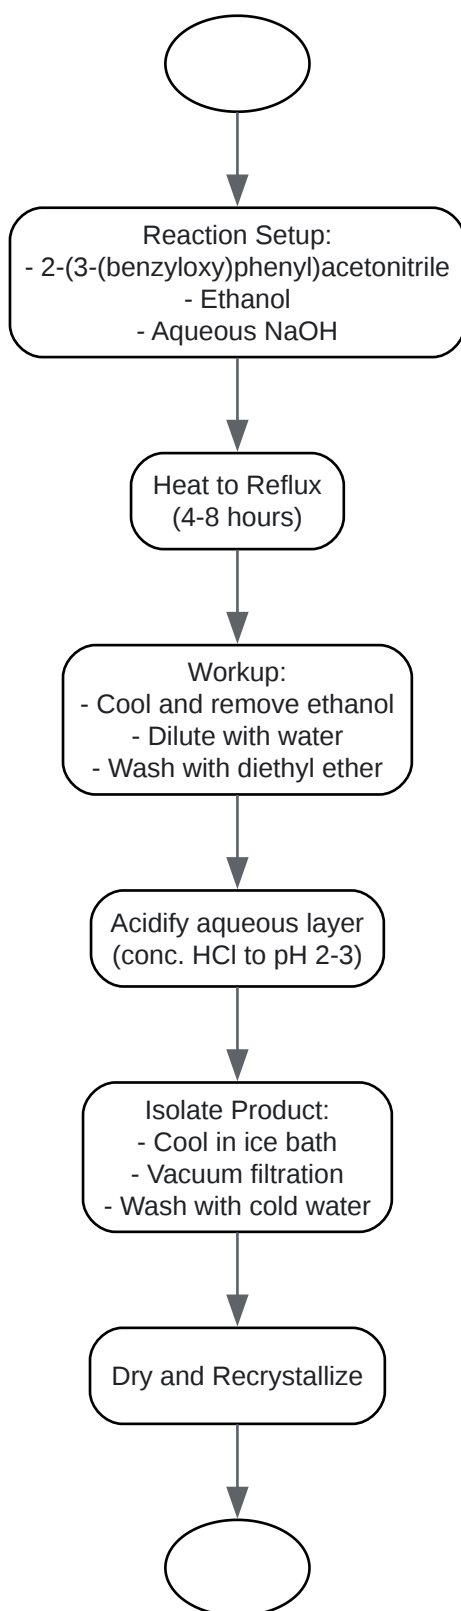 Reaction Setup:
- 2-(3-(benzyloxy)phenyl)acetonitrile
- Ethanol
- Aqueous NaOH
Heat to Reflux
(4-8 hours)
Workup:
- Cool and remove ethanol
- Dilute with water
- Wash with diethyl ether
Acidify aqueous layer
(conc. HCl to pH 2-3)
Isolate Product:
- Cool in ice bath
- Vacuum filtration
- Wash with cold water
Dry and Recrystallize